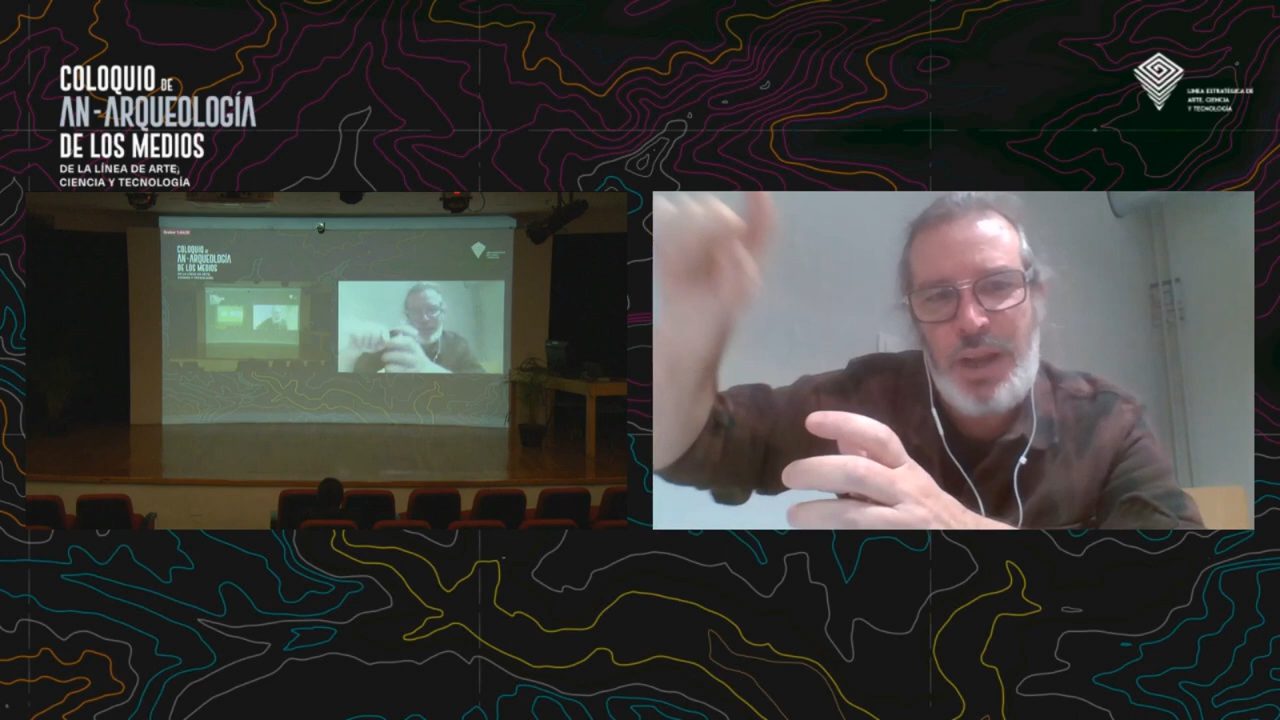 COLOQUIO DE
AN-ARQUEOLOGÍA
DE LOS MEDIOS
DE LA LÍNEA DE ARTE,
CIENCIA Y TECNOLOGÍA
LÍNEA ESTRATÉGICA DE
ARTE, CIENCIA
Y TECNOLOGÍA
COLOQUIO DE
AN-ARQUEOLOGÍA
DE LOS MEDIOS